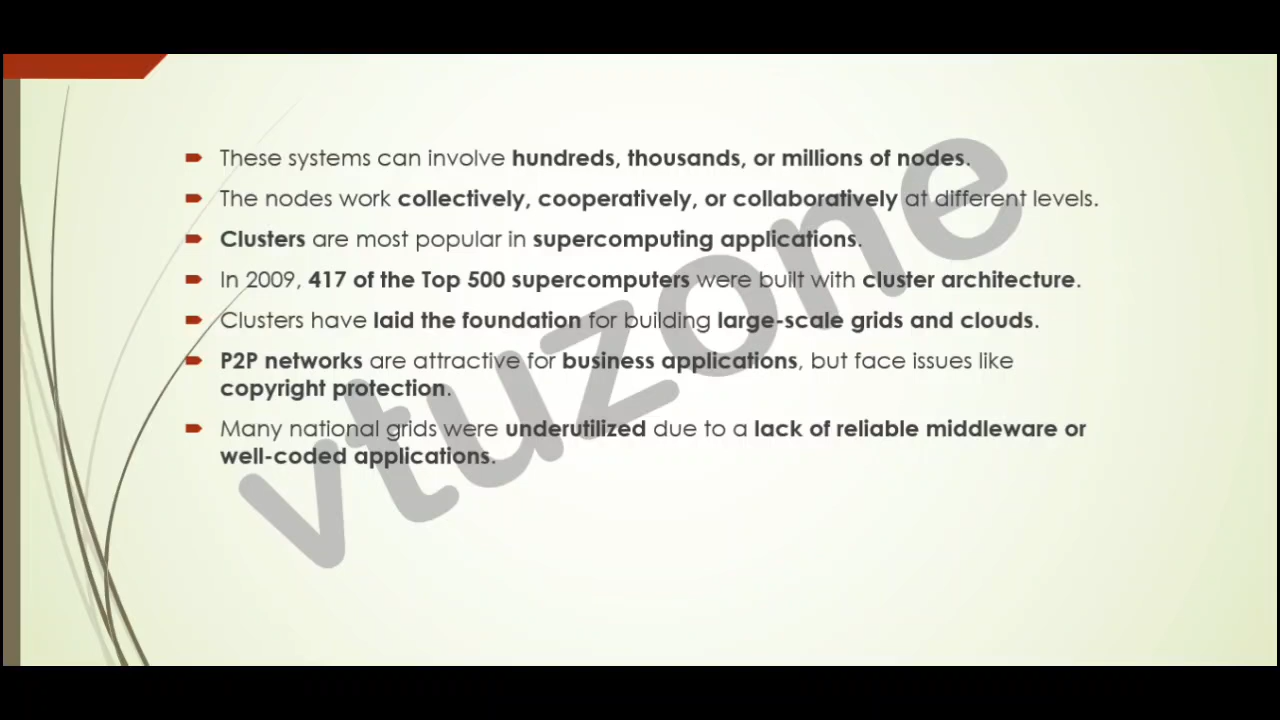 These systems can involve hundreds, thousands, or millions of nodes.
The nodes work collectively, cooperatively, or collaboratively at different levels.
Clusters are most popular in supercomputing applications.
In 2009, 417 of the Top 500 supercomputers were built with cluster architecture.
Clusters have laid the foundation for building large-scale grids and clouds.
P2P networks are attractive for business applications, but face issues like
copyright protection.
Many national grids were underutilized due to a lack of reliable middleware or
well-coded applications.
vtuzone